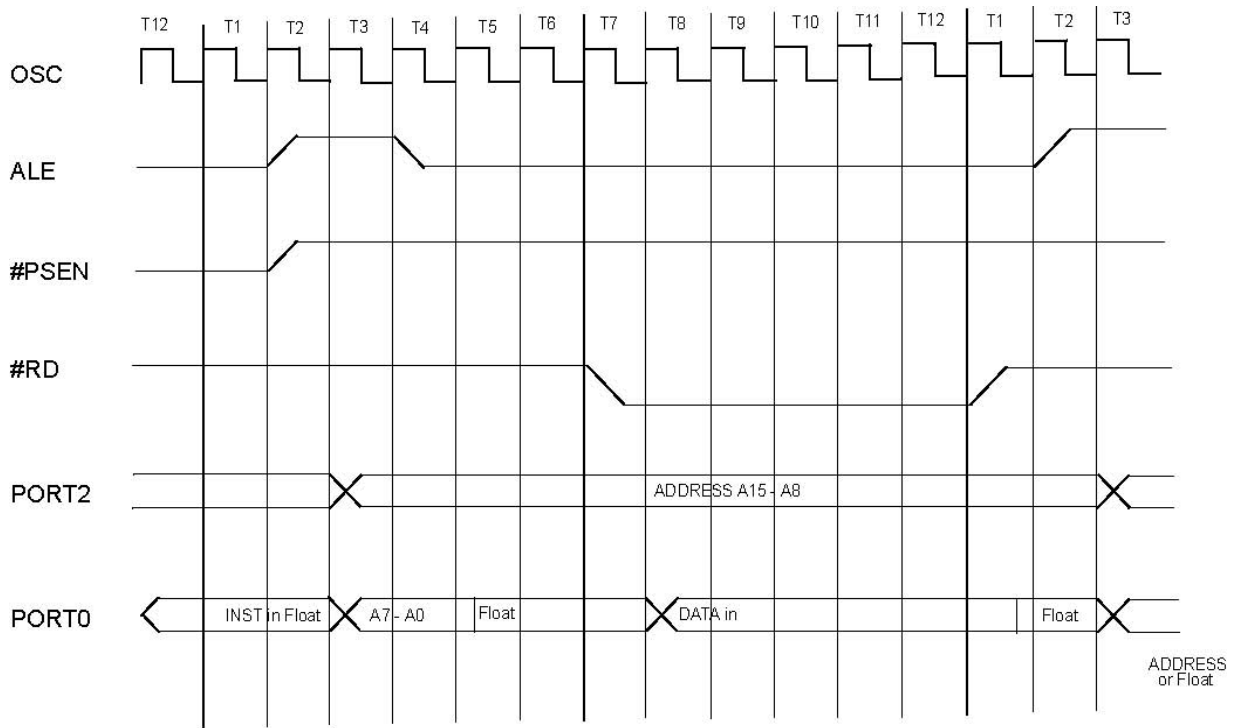 T12 T1 T2 T3 T4 T5 T6 T7 T8 T9 T10 T11 T12 T1 T2 T3
OSC
ALE
#PSEN
#RD
PORT2 ADDRESS A15 - A8
PORT0 INST in Float A7 - A0 Float DATA in Float
ADDRESS
or Float